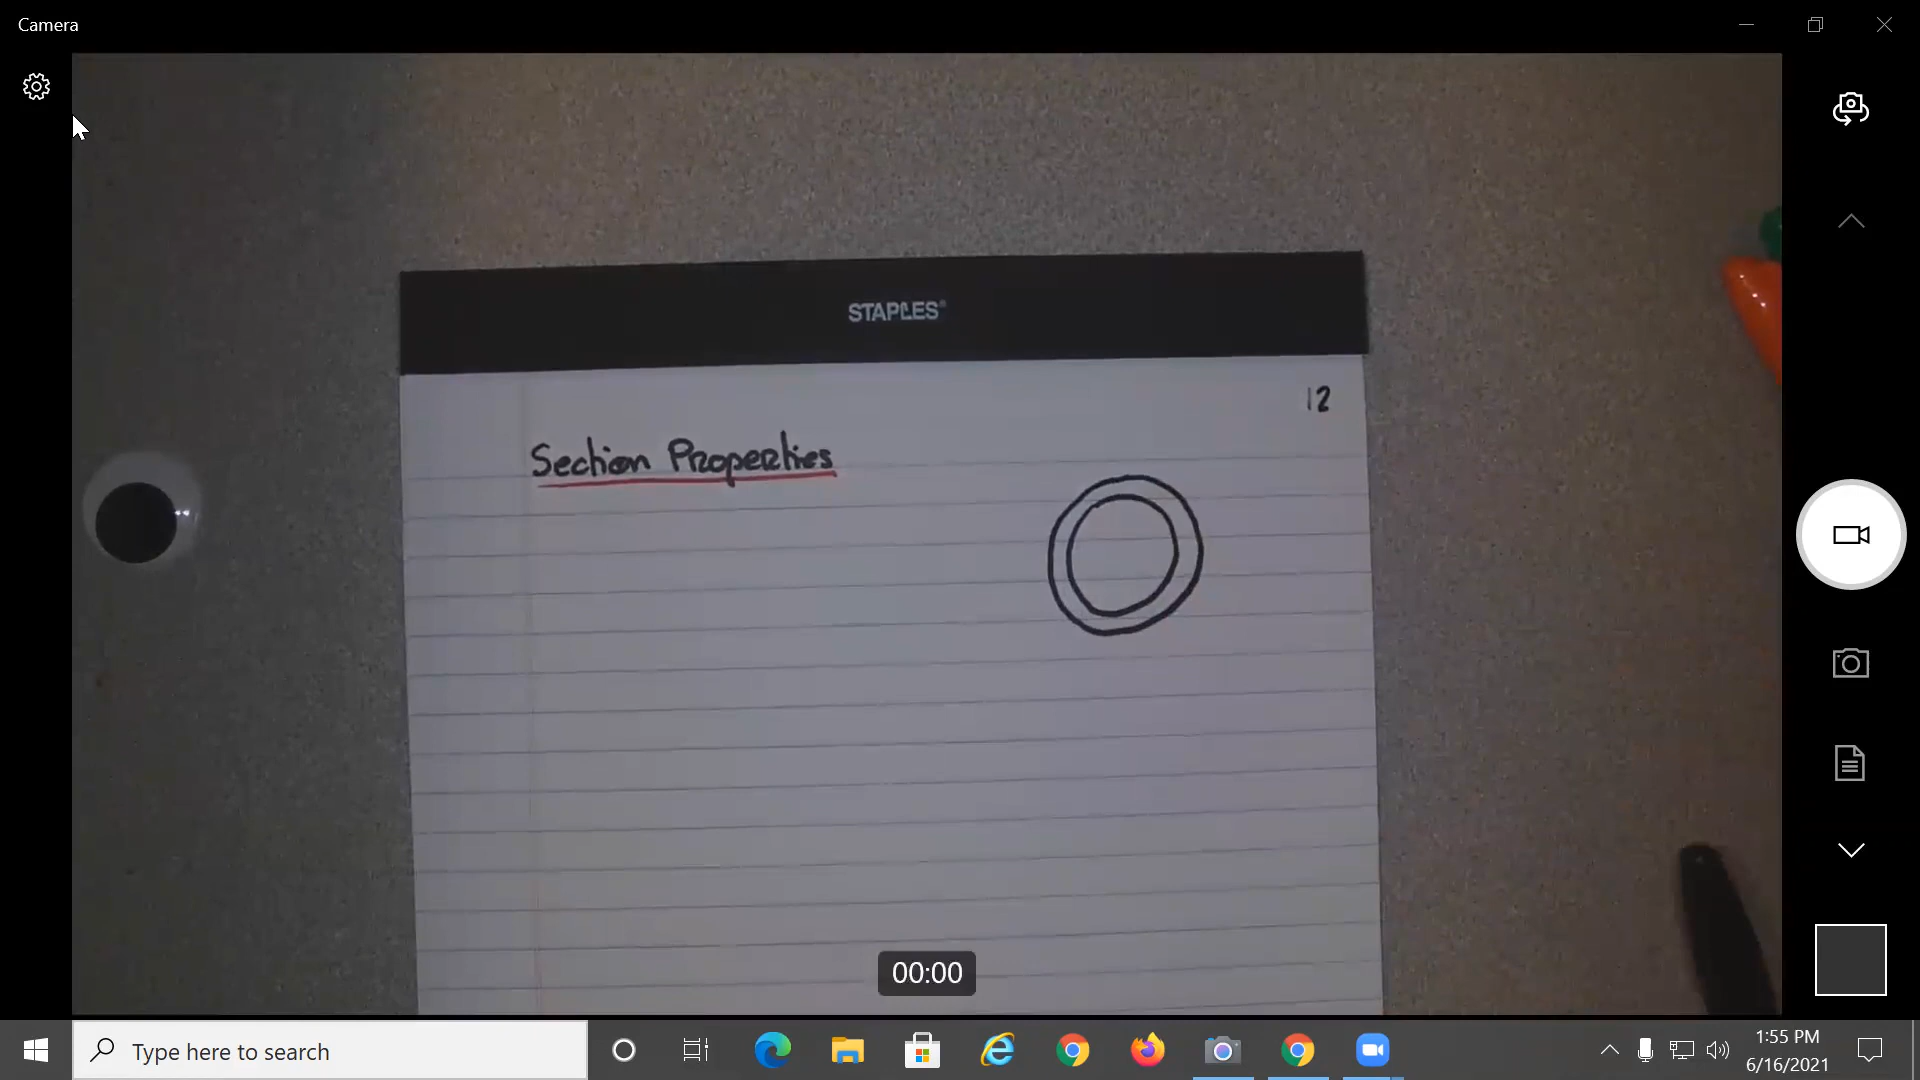 Camera
STAPLES
12
Section Properties
00:00
Type here to search
1:55 PM
6/16/2021